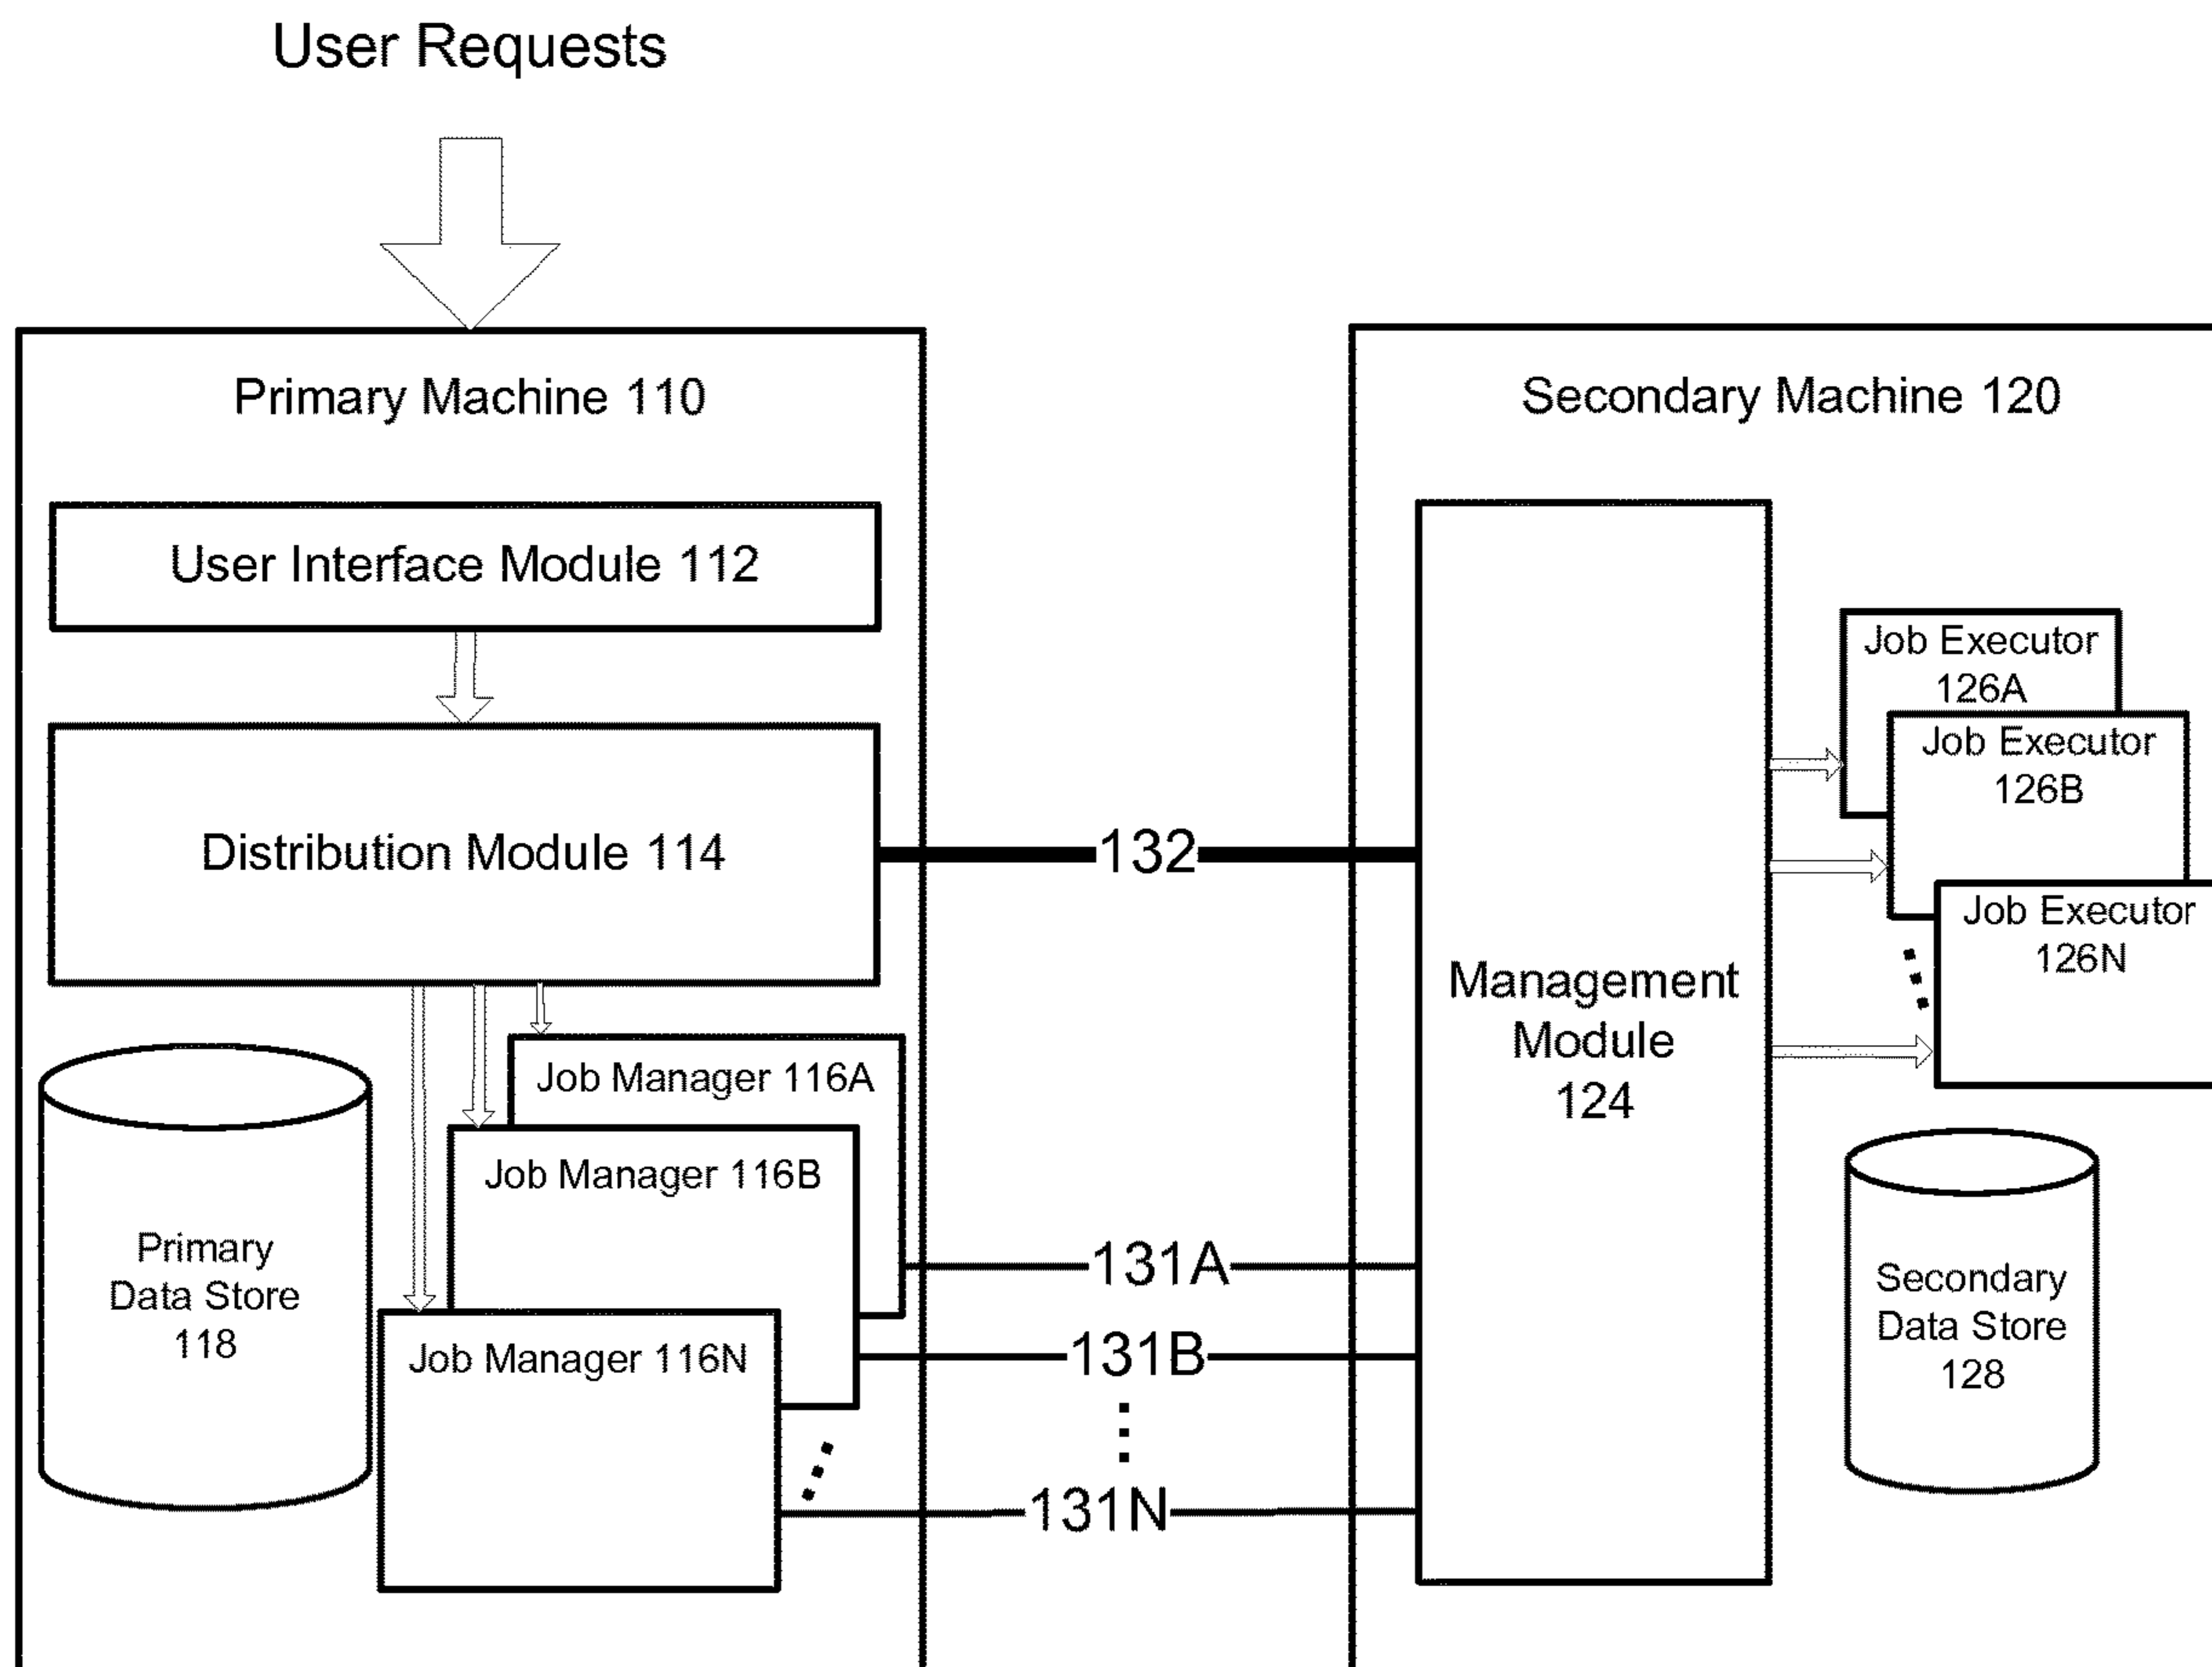 User Requests
Primary Machine 110
User Interface Module 112
Distribution Module 114
Job Manager 116A
Job Manager 116B
Job Manager 116N
Primary
Data Store
118
132
131A
131B
131N
Secondary Machine 120
Management
Module
124
Job Executor
126A
Job Executor
126B
Job Executor
126N
Secondary
Data Store
128